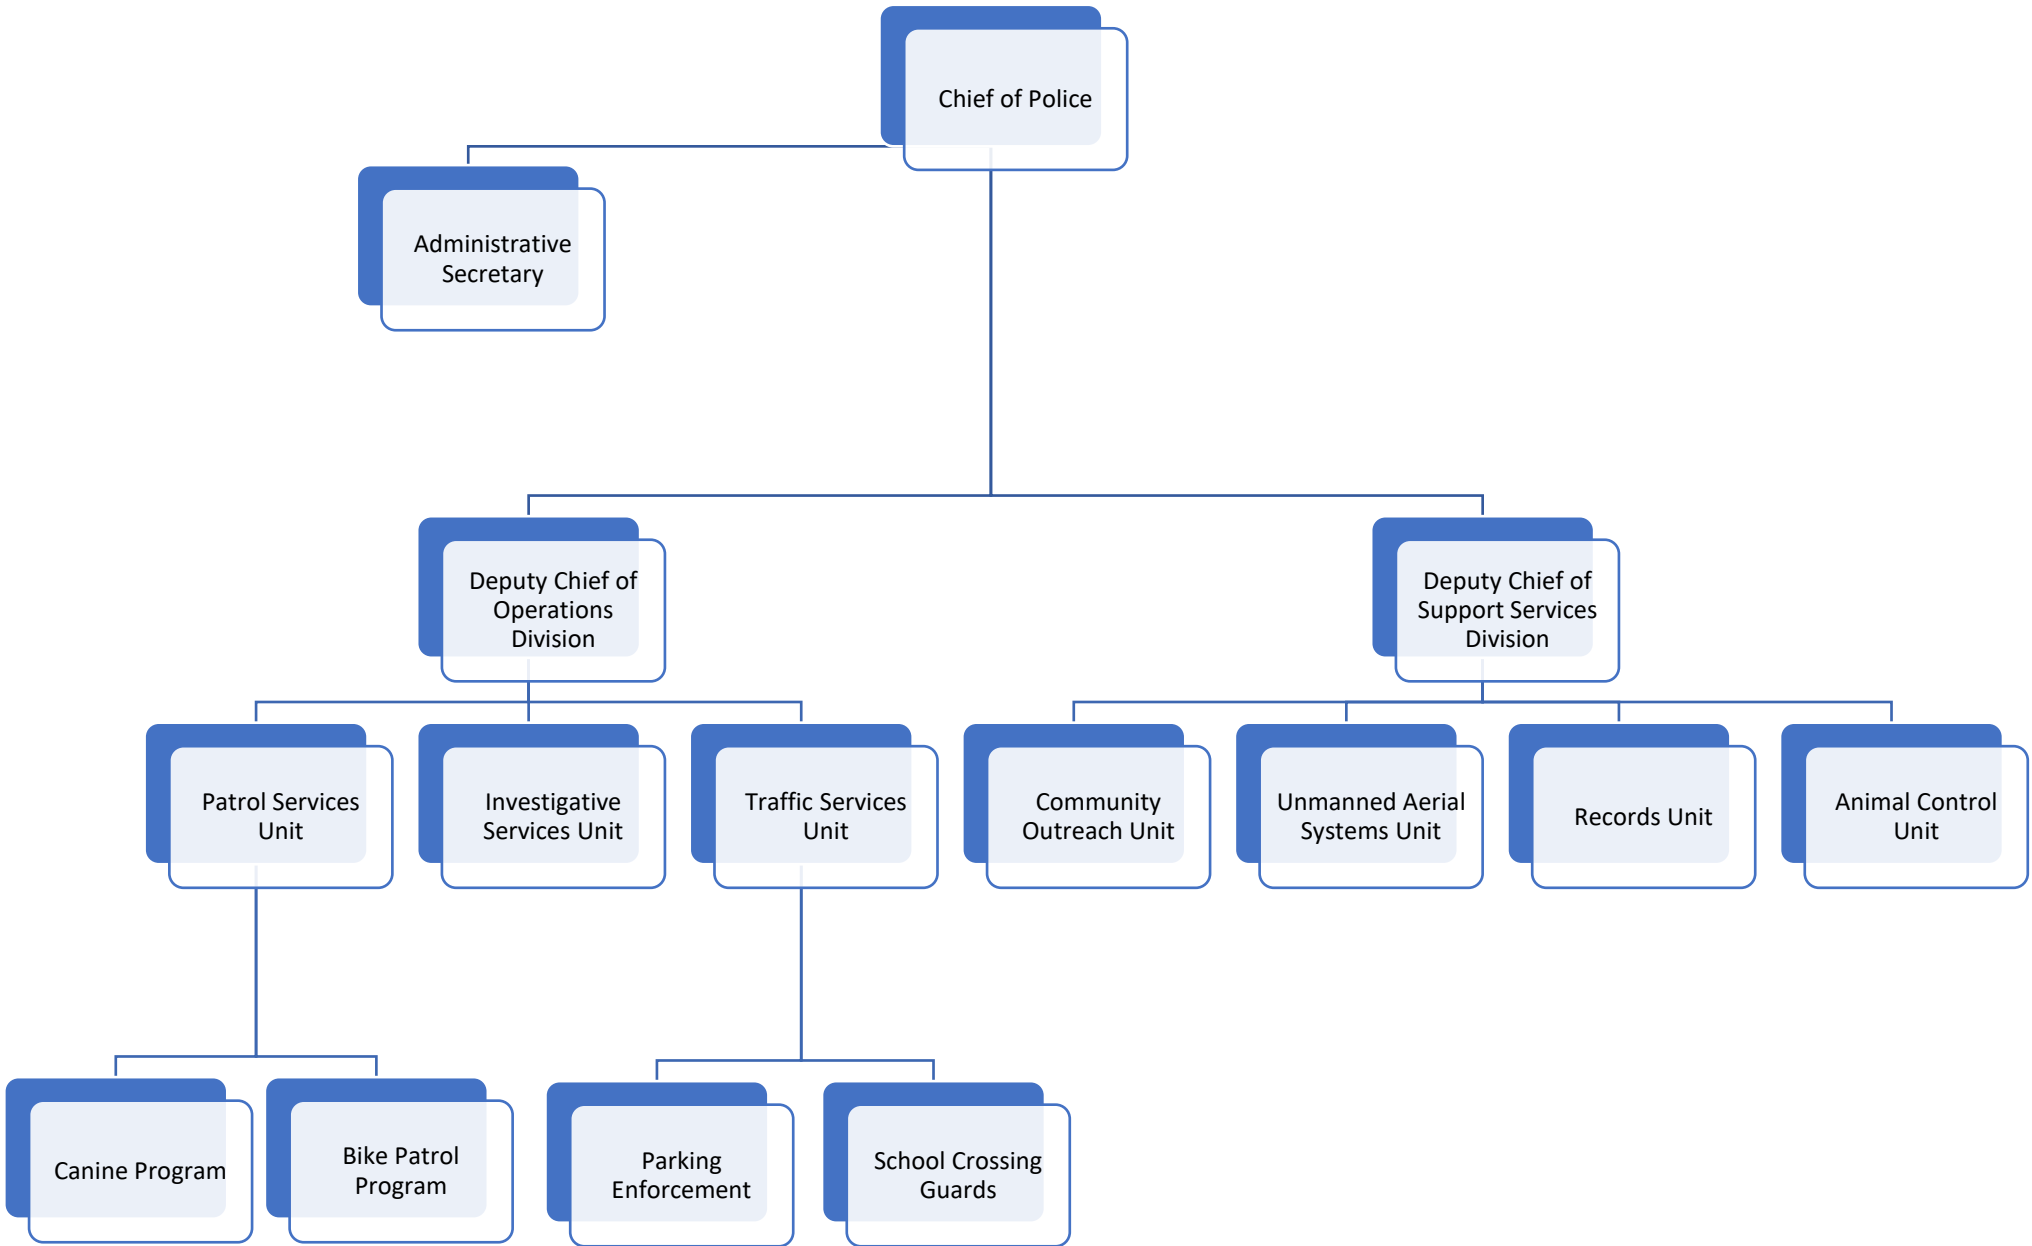 Chief of Police
Administrative
Secretary
Deputy Chief of
Operations
Division
Deputy Chief of
Support Services
Division
Patrol Services
Unit
Investigative
Services Unit
Traffic Services
Unit
Community
Outreach Unit
Unmanned Aerial
Systems Unit
Records Unit
Animal Control
Unit
Canine Program
Bike Patrol
Program
Parking
Enforcement
School Crossing
Guards